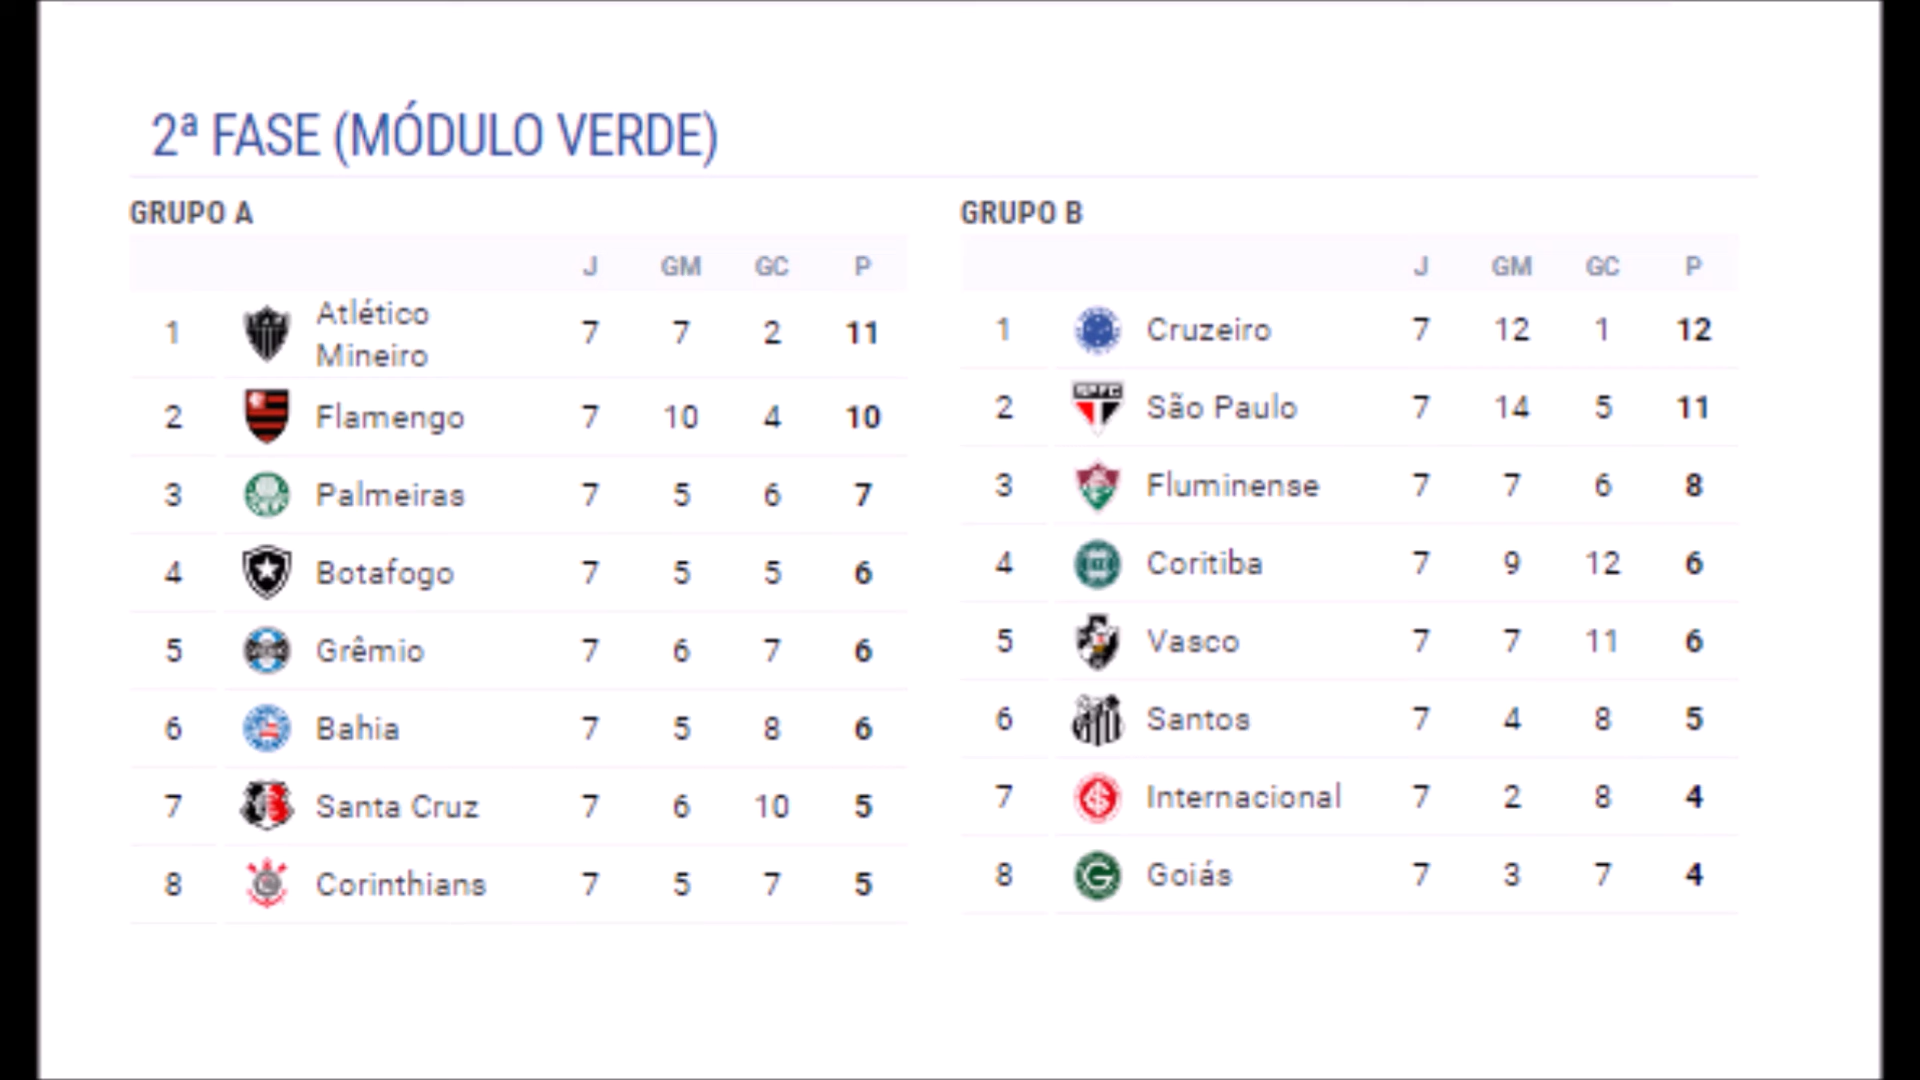 2ª FASE (MÓDULO VERDE)
GRUPO A
J GM GC P
1 Atlético Mineiro 7 7 2 11
2 Flamengo 7 10 4 10
3 Palmeiras 7 5 6 7
4 Botafogo 7 5 5 6
5 Grêmio 7 6 7 6
6 Bahia 7 5 8 6
7 Santa Cruz 7 6 10 5
8 Corinthians 7 5 7 5
GRUPO B
J GM GC P
1 Cruzeiro 7 12 1 12
2 São Paulo 7 14 5 11
3 Fluminense 7 7 6 8
4 Coritiba 7 9 12 6
5 Vasco 7 7 11 6
6 Santos 7 4 8 5
7 Internacional 7 2 8 4
8 Goiás 7 3 7 4